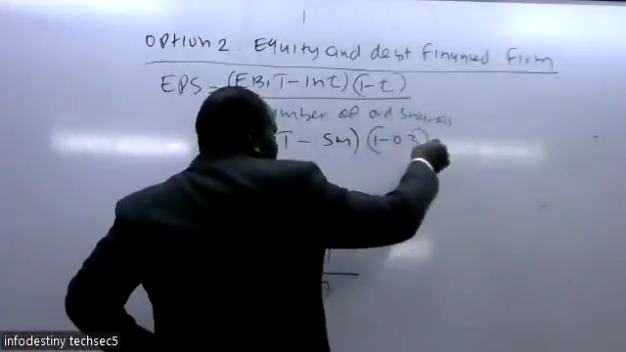 Option 2. Equity and debt financed firm
EPS = (EBIT - Int)(1-t)
number of ord shares
T - 5m) (1-0.3)
infodestiny techsec5